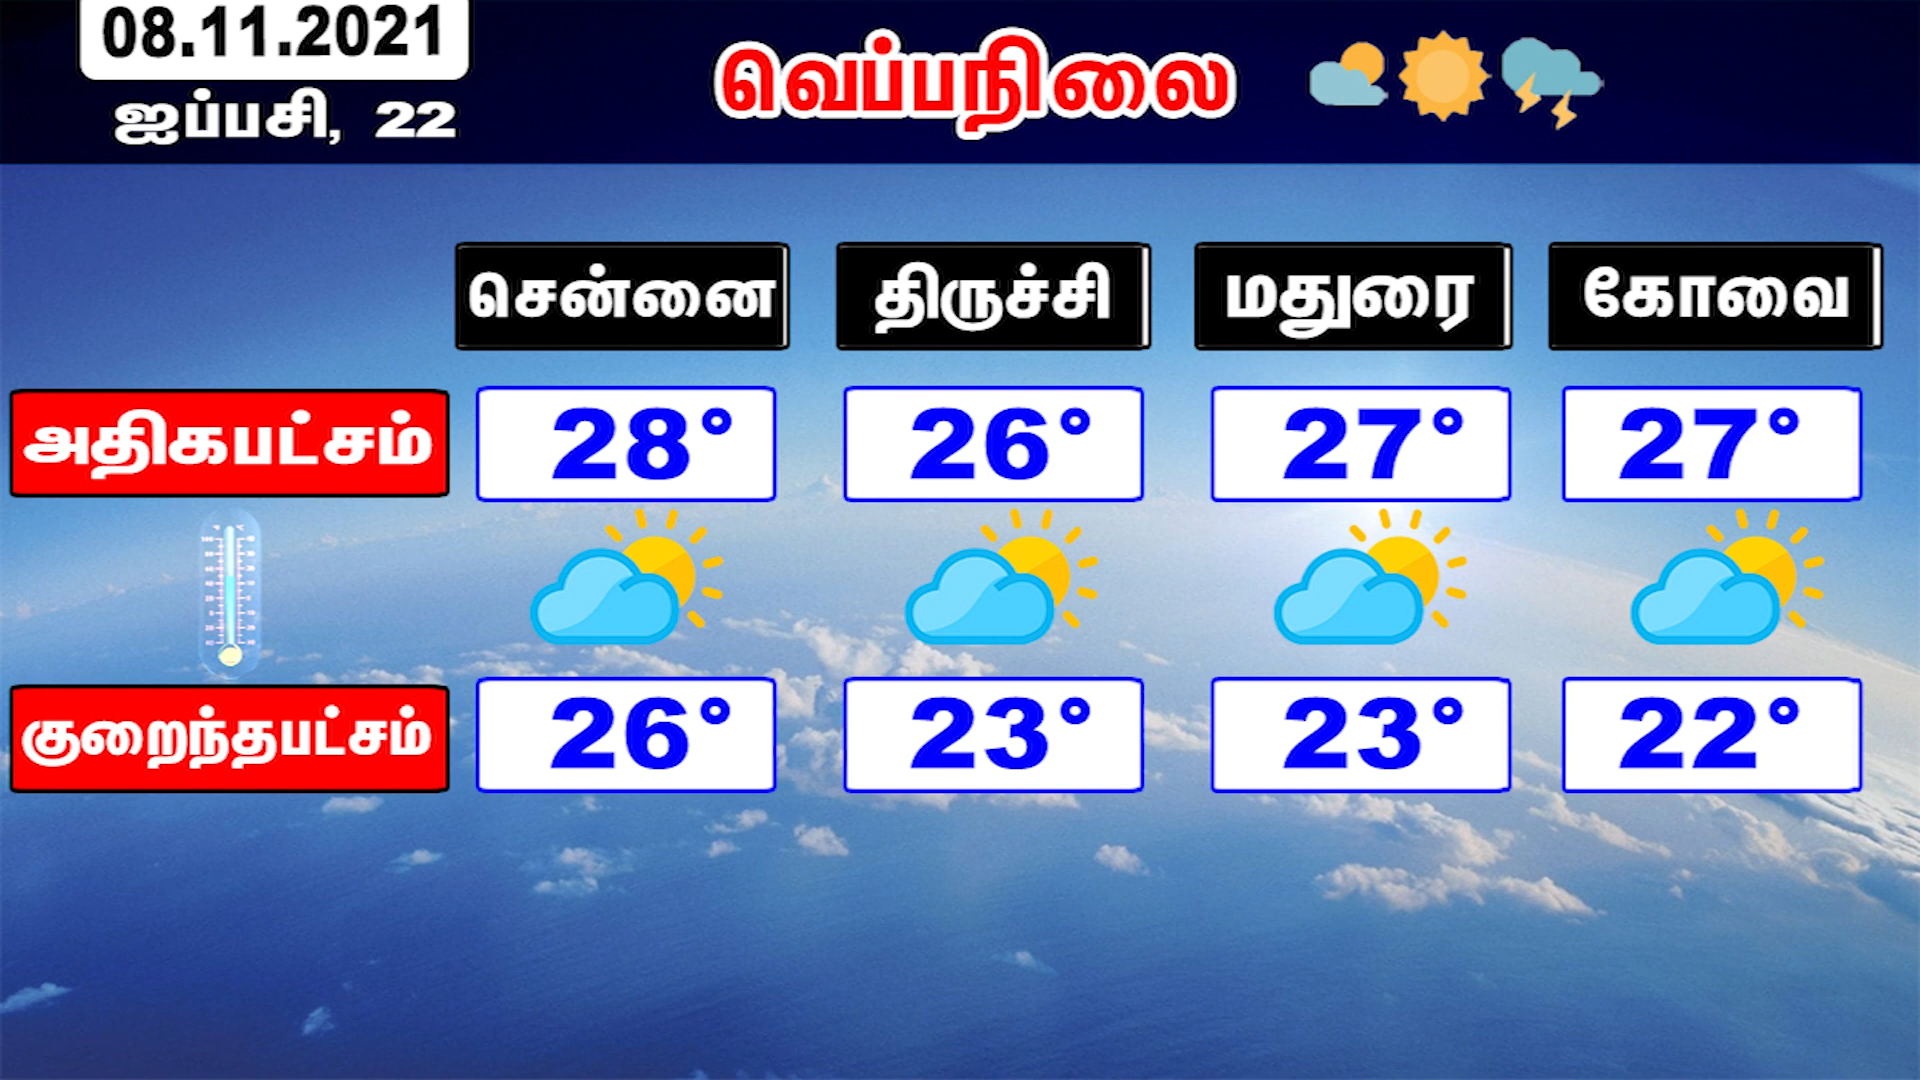 08.11.2021
ஐப்பசி, 22
வெப்பநிலை
சென்னை திருச்சி மதுரை கோவை
அதிகபட்சம் 28° 26° 27° 27°
குறைந்தபட்சம் 26° 23° 23° 22°